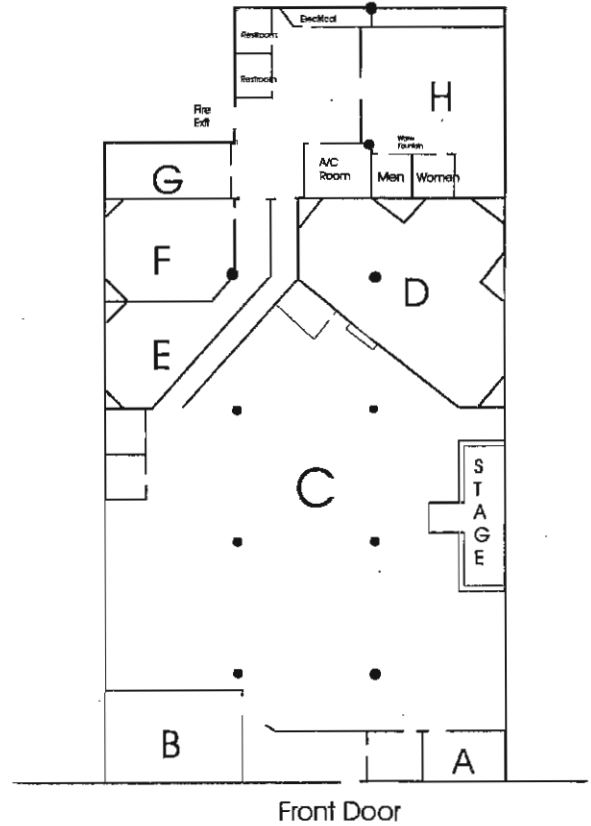 Electrical
Restroom
Restroom
H
Fire
Exit
Water
Fountain
G
A/C
Room
Men
Women
F
D
E
C
S
T
A
G
E
B
A
Front Door